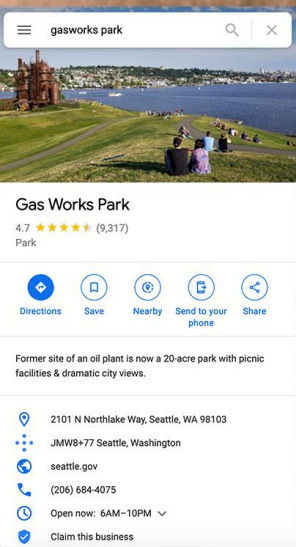 gasworks park
Gas Works Park
4.7 (9,317)
Park
Directions
Save
Nearby
Send to your
phone
Share
Former site of an oil plant is now a 20-acre park with picnic
facilities & dramatic city views.
2101 N Northlake Way, Seattle, WA 98103
JMW8+77 Seattle, Washington
seattle.gov
(206) 684-4075
Open now: 6AM–10PM
Claim this business